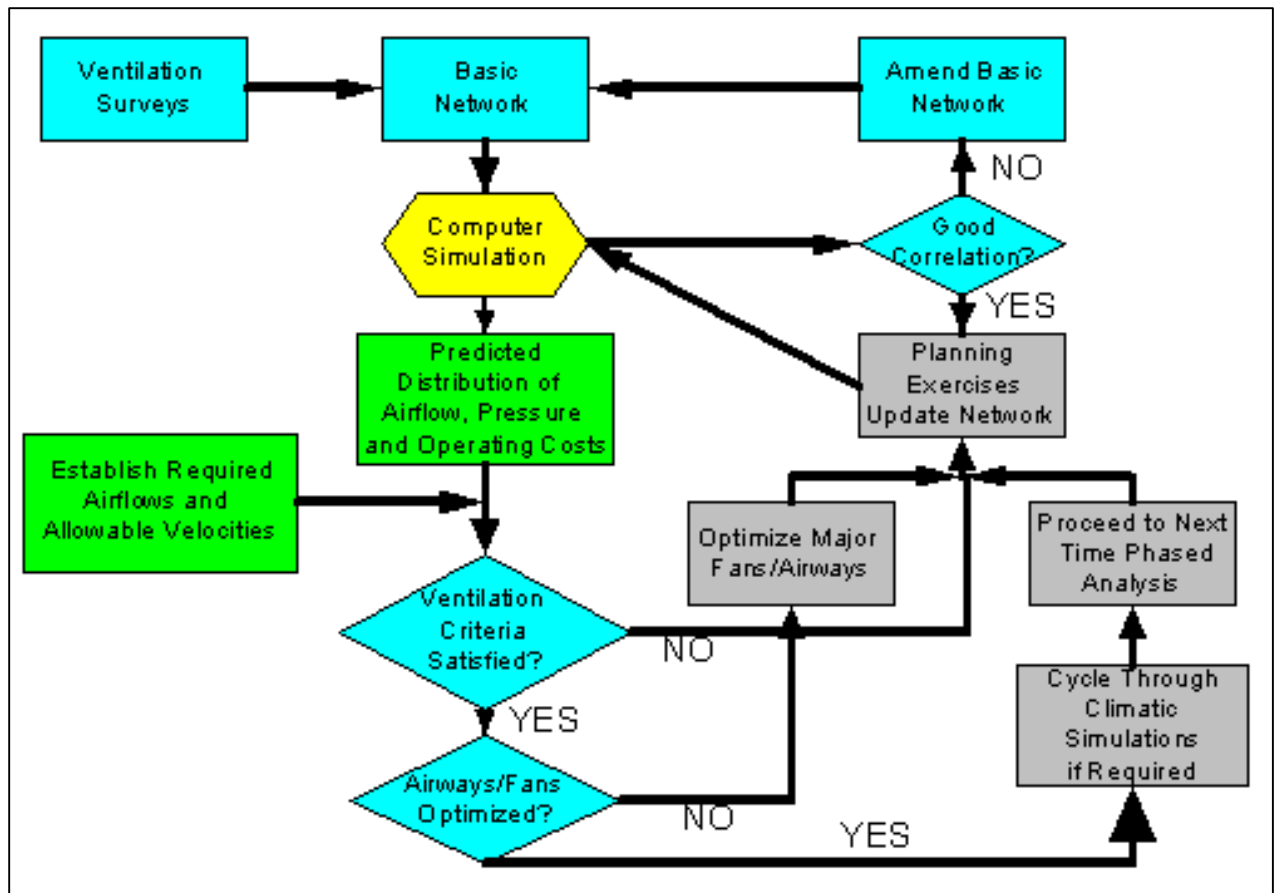 Ventilation
Surveys
Basic
Network
Amend Basic
Network
NO
Computer
Simulation
Good
Correlation?
YES
Predicted
Distribution of
Airflow, Pressure
and Operating Costs
Planning
Exercises
Update Network
Establish Required
Airflows and
Allowable Velocities
Optimize Major
Fans/Airways
Proceed to Next
Time Phased
Analysis
Ventilation
Criteria
Satisfied?
NO
YES
Cycle Through
Climatic
Simulations
if Required
Airways/Fans
Optimized?
NO
YES